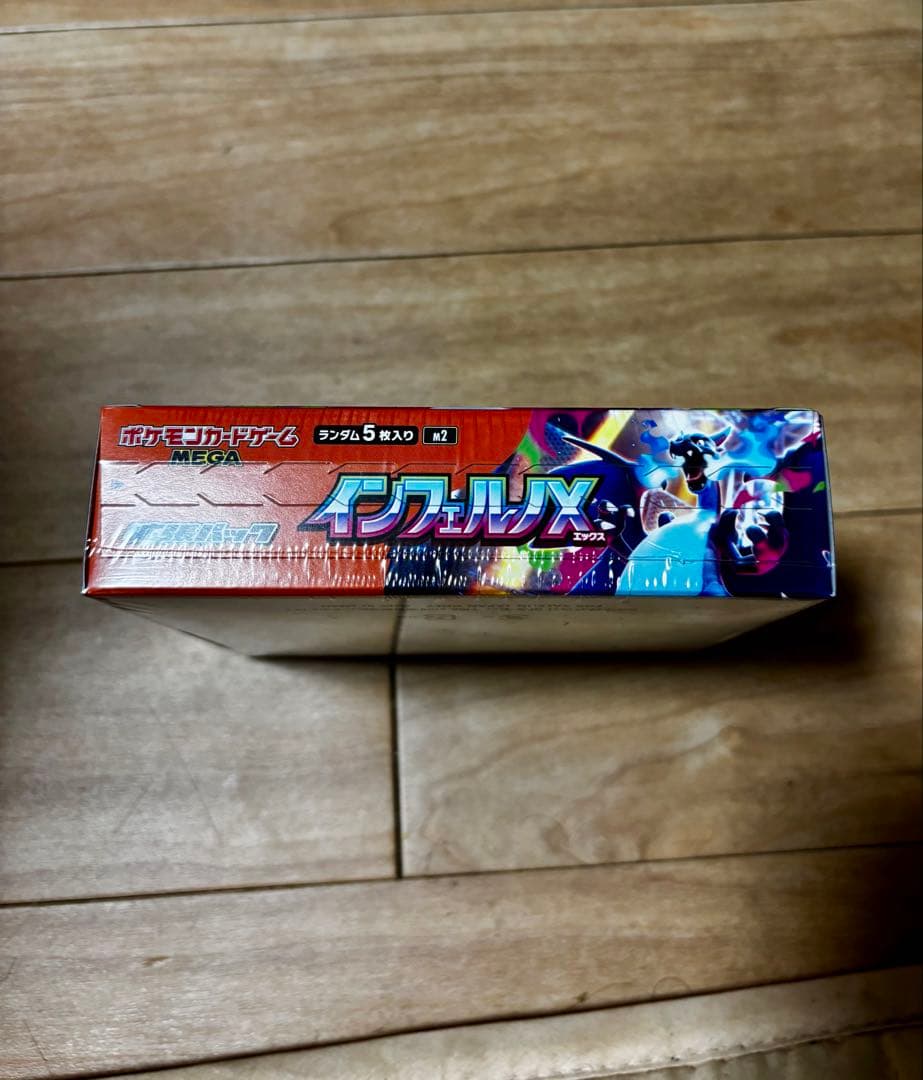 ポケモンカードゲーム
MEGA
ランダム5枚入り M2
拡張パック
インフェルノX
エックス